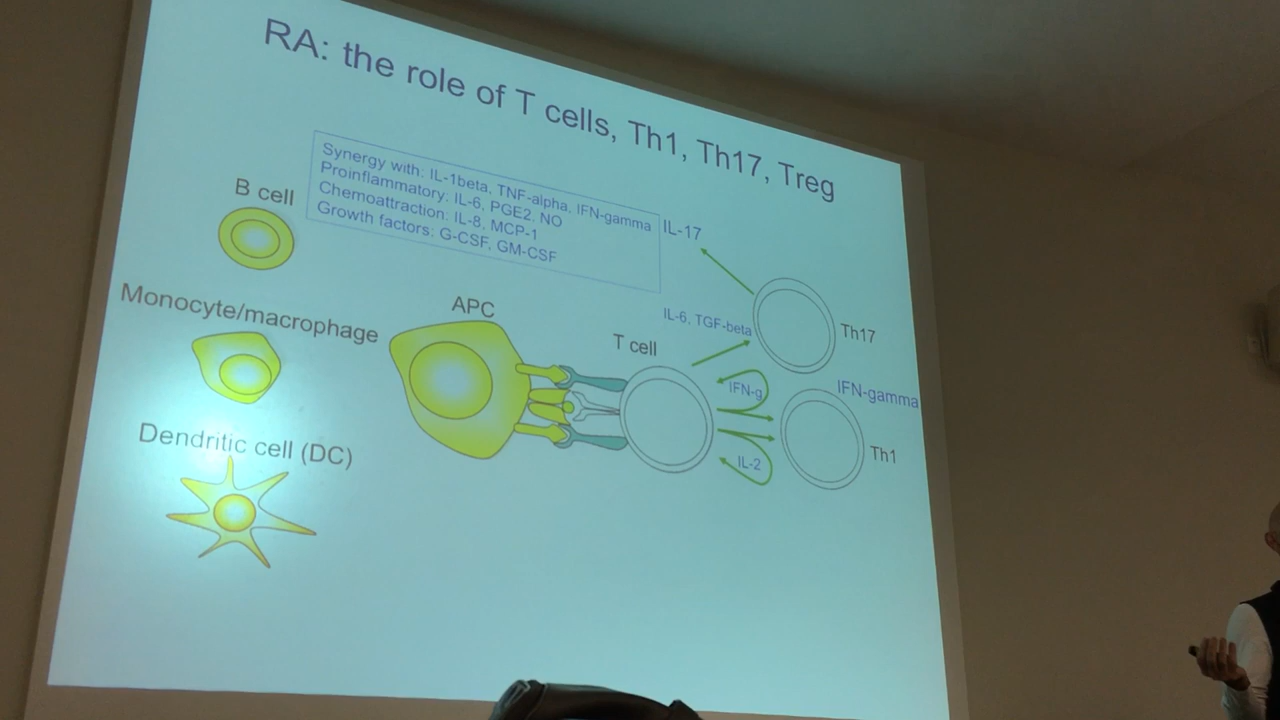 RA: the role of T cells, Th1, Th17, Treg
Synergy with: IL-1beta, TNF-alpha, IFN-gamma
Proinflammatory: IL-6, PGE2, NO
Chemoattraction: IL-8, MCP-1
Growth factors: G-CSF, GM-CSF
IL-17
B cell
Monocyte/macrophage
APC
IL-6, TGF-beta
T cell
Th17
IFN-g
IFN-gamma
Dendritic cell (DC)
IL-2
Th1